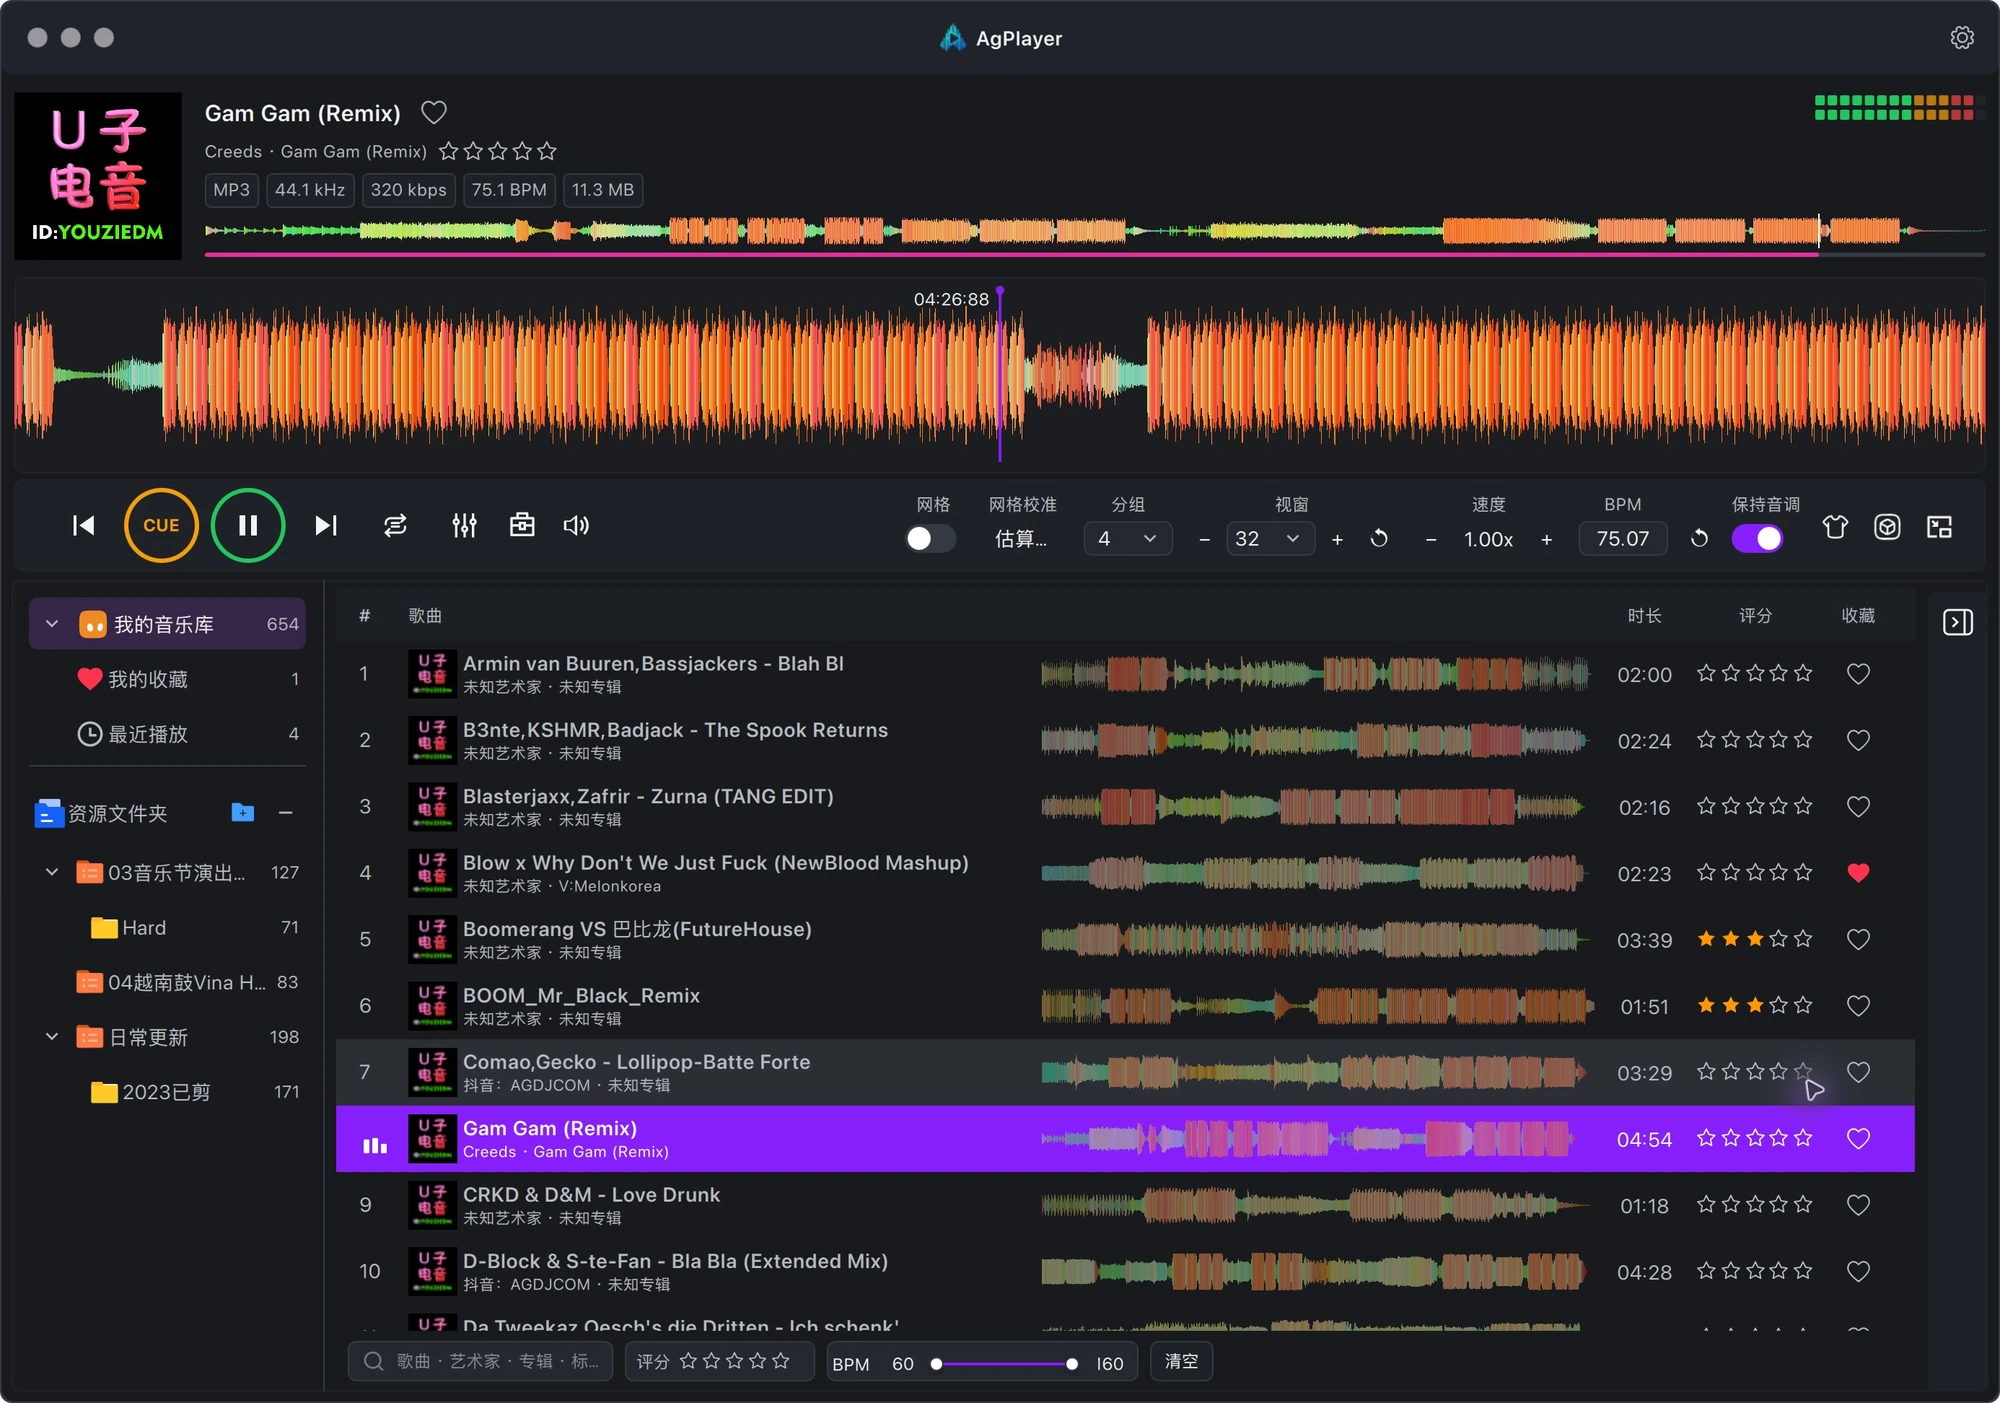 AgPlayer
U子
电音
ID:YOUZIEDM
Gam Gam (Remix)
Creeds · Gam Gam (Remix)
MP3 44.1 kHz 320 kbps 75.1 BPM 11.3 MB
04:26:88
CUE
网格 网格校准 分组 视窗 速度 BPM 保持音调
估算... 4 − 32 + − 1.00x + 75.07
我的音乐库 654
我的收藏 1
最近播放 4
资源文件夹
03音乐节演出... 127
Hard 71
04越南鼓Vina H... 83
日常更新 198
2023已剪 171
# 歌曲 时长 评分 收藏
1 Armin van Buuren,Bassjackers - Blah Bl 02:00
未知艺术家 · 未知专辑
2 B3nte,KSHMR,Badjack - The Spook Returns 02:24
未知艺术家 · 未知专辑
3 Blasterjaxx,Zafrir - Zurna (TANG EDIT) 02:16
未知艺术家 · 未知专辑
4 Blow x Why Don't We Just Fuck (NewBlood Mashup) 02:23
未知艺术家 · V:Melonkorea
5 Boomerang VS 巴比龙(FutureHouse) 03:39
未知艺术家 · 未知专辑
6 BOOM_Mr_Black_Remix 01:51
未知艺术家 · 未知专辑
7 Comao,Gecko - Lollipop-Batte Forte 03:29
抖音：AGDJCOM · 未知专辑
Gam Gam (Remix) 04:54
Creeds · Gam Gam (Remix)
9 CRKD & D&M - Love Drunk 01:18
未知艺术家 · 未知专辑
10 D-Block & S-te-Fan - Bla Bla (Extended Mix) 04:28
抖音：AGDJCOM · 未知专辑
Da Tweekaz,Oesch's die Dritten - Ich schenk'
歌曲 · 艺术家 · 专辑 · 标... 评分 BPM 60 160 清空